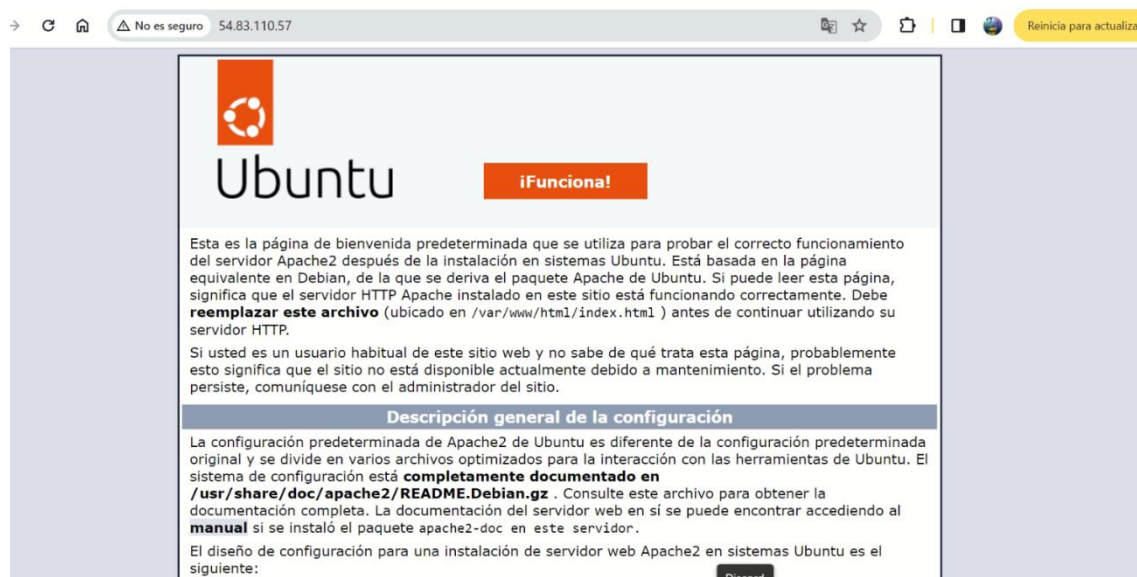 No es seguro 54.83.110.57 Reinicia para actualiza
Ubuntu
¡Funciona!
Esta es la página de bienvenida predeterminada que se utiliza para probar el correcto funcionamiento
del servidor Apache2 después de la instalación en sistemas Ubuntu. Está basada en la página
equivalente en Debian, de la que se deriva el paquete Apache de Ubuntu. Si puede leer esta página,
significa que el servidor HTTP Apache instalado en este sitio está funcionando correctamente. Debe
reemplazar este archivo (ubicado en /var/www/html/index.html ) antes de continuar utilizando su
servidor HTTP.
Si usted es un usuario habitual de este sitio web y no sabe de qué trata esta página, probablemente
esto significa que el sitio no está disponible actualmente debido a mantenimiento. Si el problema
persiste, comuníquese con el administrador del sitio.
Descripción general de la configuración
La configuración predeterminada de Apache2 de Ubuntu es diferente de la configuración predeterminada
original y se divide en varios archivos optimizados para la interacción con las herramientas de Ubuntu. El
sistema de configuración está completamente documentado en
/usr/share/doc/apache2/README.Debian.gz . Consulte este archivo para obtener la
documentación completa. La documentación del servidor web en sí se puede encontrar accediendo al
manual si se instaló el paquete apache2-doc en este servidor.
El diseño de configuración para una instalación de servidor web Apache2 en sistemas Ubuntu es el
siguiente:
Discord